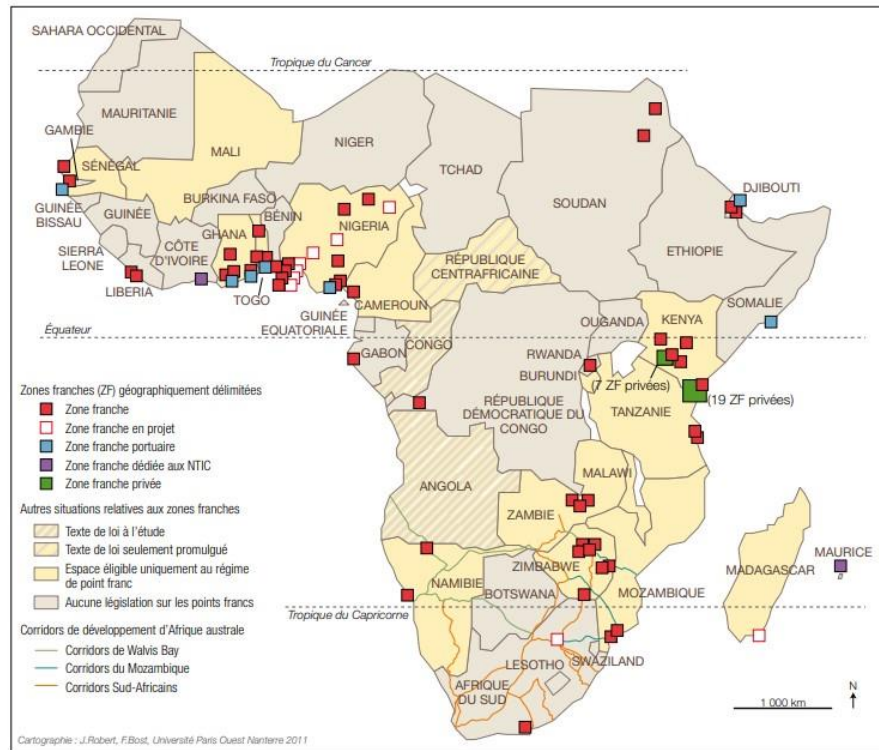 SAHARA OCCIDENTAL
Tropique du Cancer
MAURITANIE
GAMBIE
SÉNÉGAL
MALI
NIGER
TCHAD
SOUDAN
DJIBOUTI
GUINÉE
BISSAU
GUINÉE
BURKINA FASO
BÉNIN
NIGERIA
SIERRA
LEONE
CÔTE
D'IVOIRE
GHANA
LIBERIA
TOGO
RÉPUBLIQUE
CENTRAFRICAINE
ETHIOPIE
CAMEROUN
GUINÉE
EQUATORIALE
SOMALIE
OUGANDA
KENYA
Équateur
GABON
CONGO
RWANDA
BURUNDI
(7 ZF privées)
(19 ZF privées)
RÉPUBLIQUE
DÉMOCRATIQUE DU
CONGO
TANZANIE
Zones franches (ZF) géographiquement délimitées
Zone franche
Zone franche en projet
Zone franche portuaire
Zone franche dédiée aux NTIC
Zone franche privée
Autres situations relatives aux zones franches
Texte de loi à l'étude
Texte de loi seulement promulgué
Espace éligible uniquement au régime
de point franc
Aucune législation sur les points francs
Corridors de développement d'Afrique australe
Corridors de Walvis Bay
Corridors du Mozambique
Corridors Sud-Africains
ANGOLA
ZAMBIE
MALAWI
ZIMBABWE
NAMIBIE
BOTSWANA
MOZAMBIQUE
MADAGASCAR
MAURICE
Tropique du Capricorne
LESOTHO
SWAZILAND
AFRIQUE
DU SUD
1 000 km
N
Cartographie : J.Robert, F.Bost, Université Paris Ouest Nanterre 2011